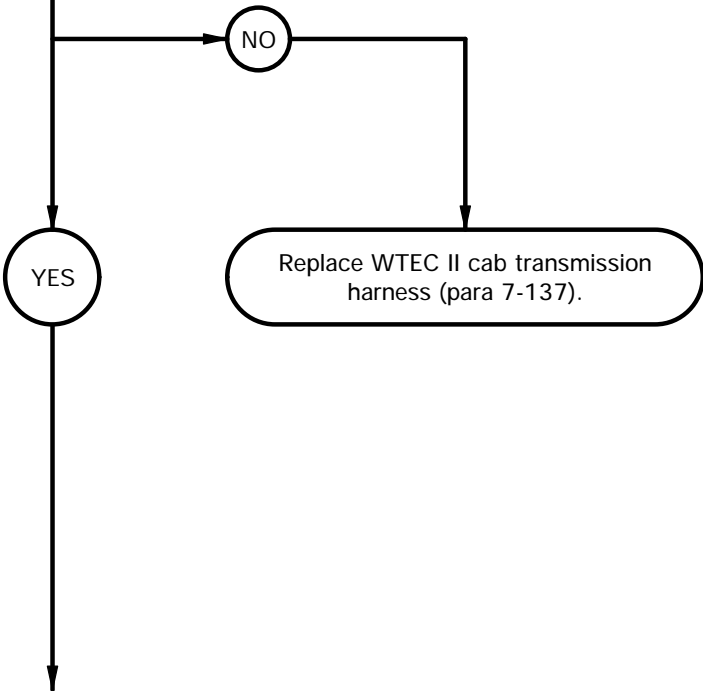 NO
YES
Replace WTEC II cab transmission
harness (para 7-137).